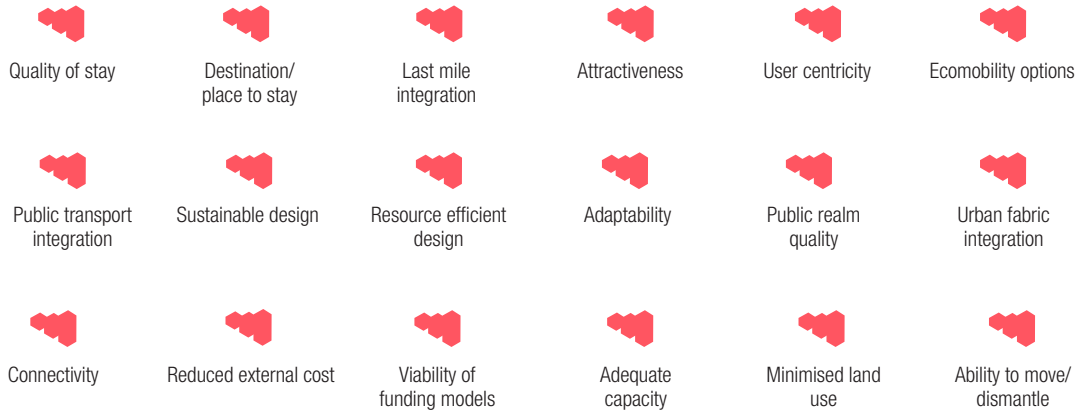 Quality of stay
Destination/
place to stay
Last mile
integration
Attractiveness
User centricity
Ecomobility options
Public transport
integration
Sustainable design
Resource efficient
design
Adaptability
Public realm
quality
Urban fabric
integration
Connectivity
Reduced external cost
Viability of
funding models
Adequate
capacity
Minimised land
use
Ability to move/
dismantle